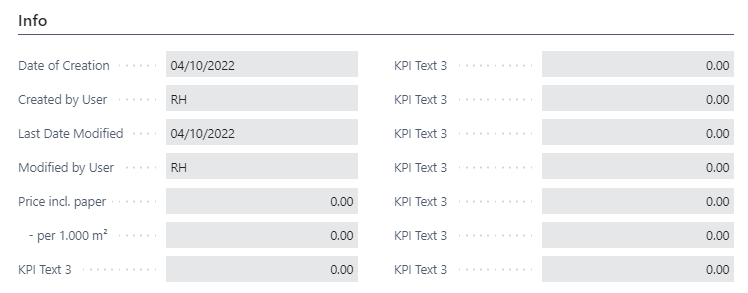 Info
Date of Creation 04/10/2022
Created by User RH
Last Date Modified 04/10/2022
Modified by User RH
Price incl. paper 0.00
- per 1.000 m² 0.00
KPI Text 3 0.00
KPI Text 3 0.00
KPI Text 3 0.00
KPI Text 3 0.00
KPI Text 3 0.00
KPI Text 3 0.00
KPI Text 3 0.00
KPI Text 3 0.00